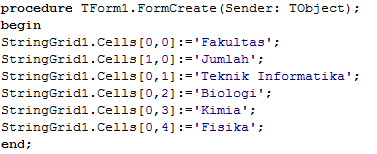 procedure TForm1.FormCreate(Sender: TObject);
begin
StringGrid1.Cells[0,0]:='Fakultas';
StringGrid1.Cells[1,0]:='Jumlah';
StringGrid1.Cells[0,1]:='Teknik Informatika';
StringGrid1.Cells[0,2]:='Biologi';
StringGrid1.Cells[0,3]:='Kimia';
StringGrid1.Cells[0,4]:='Fisika';
end;